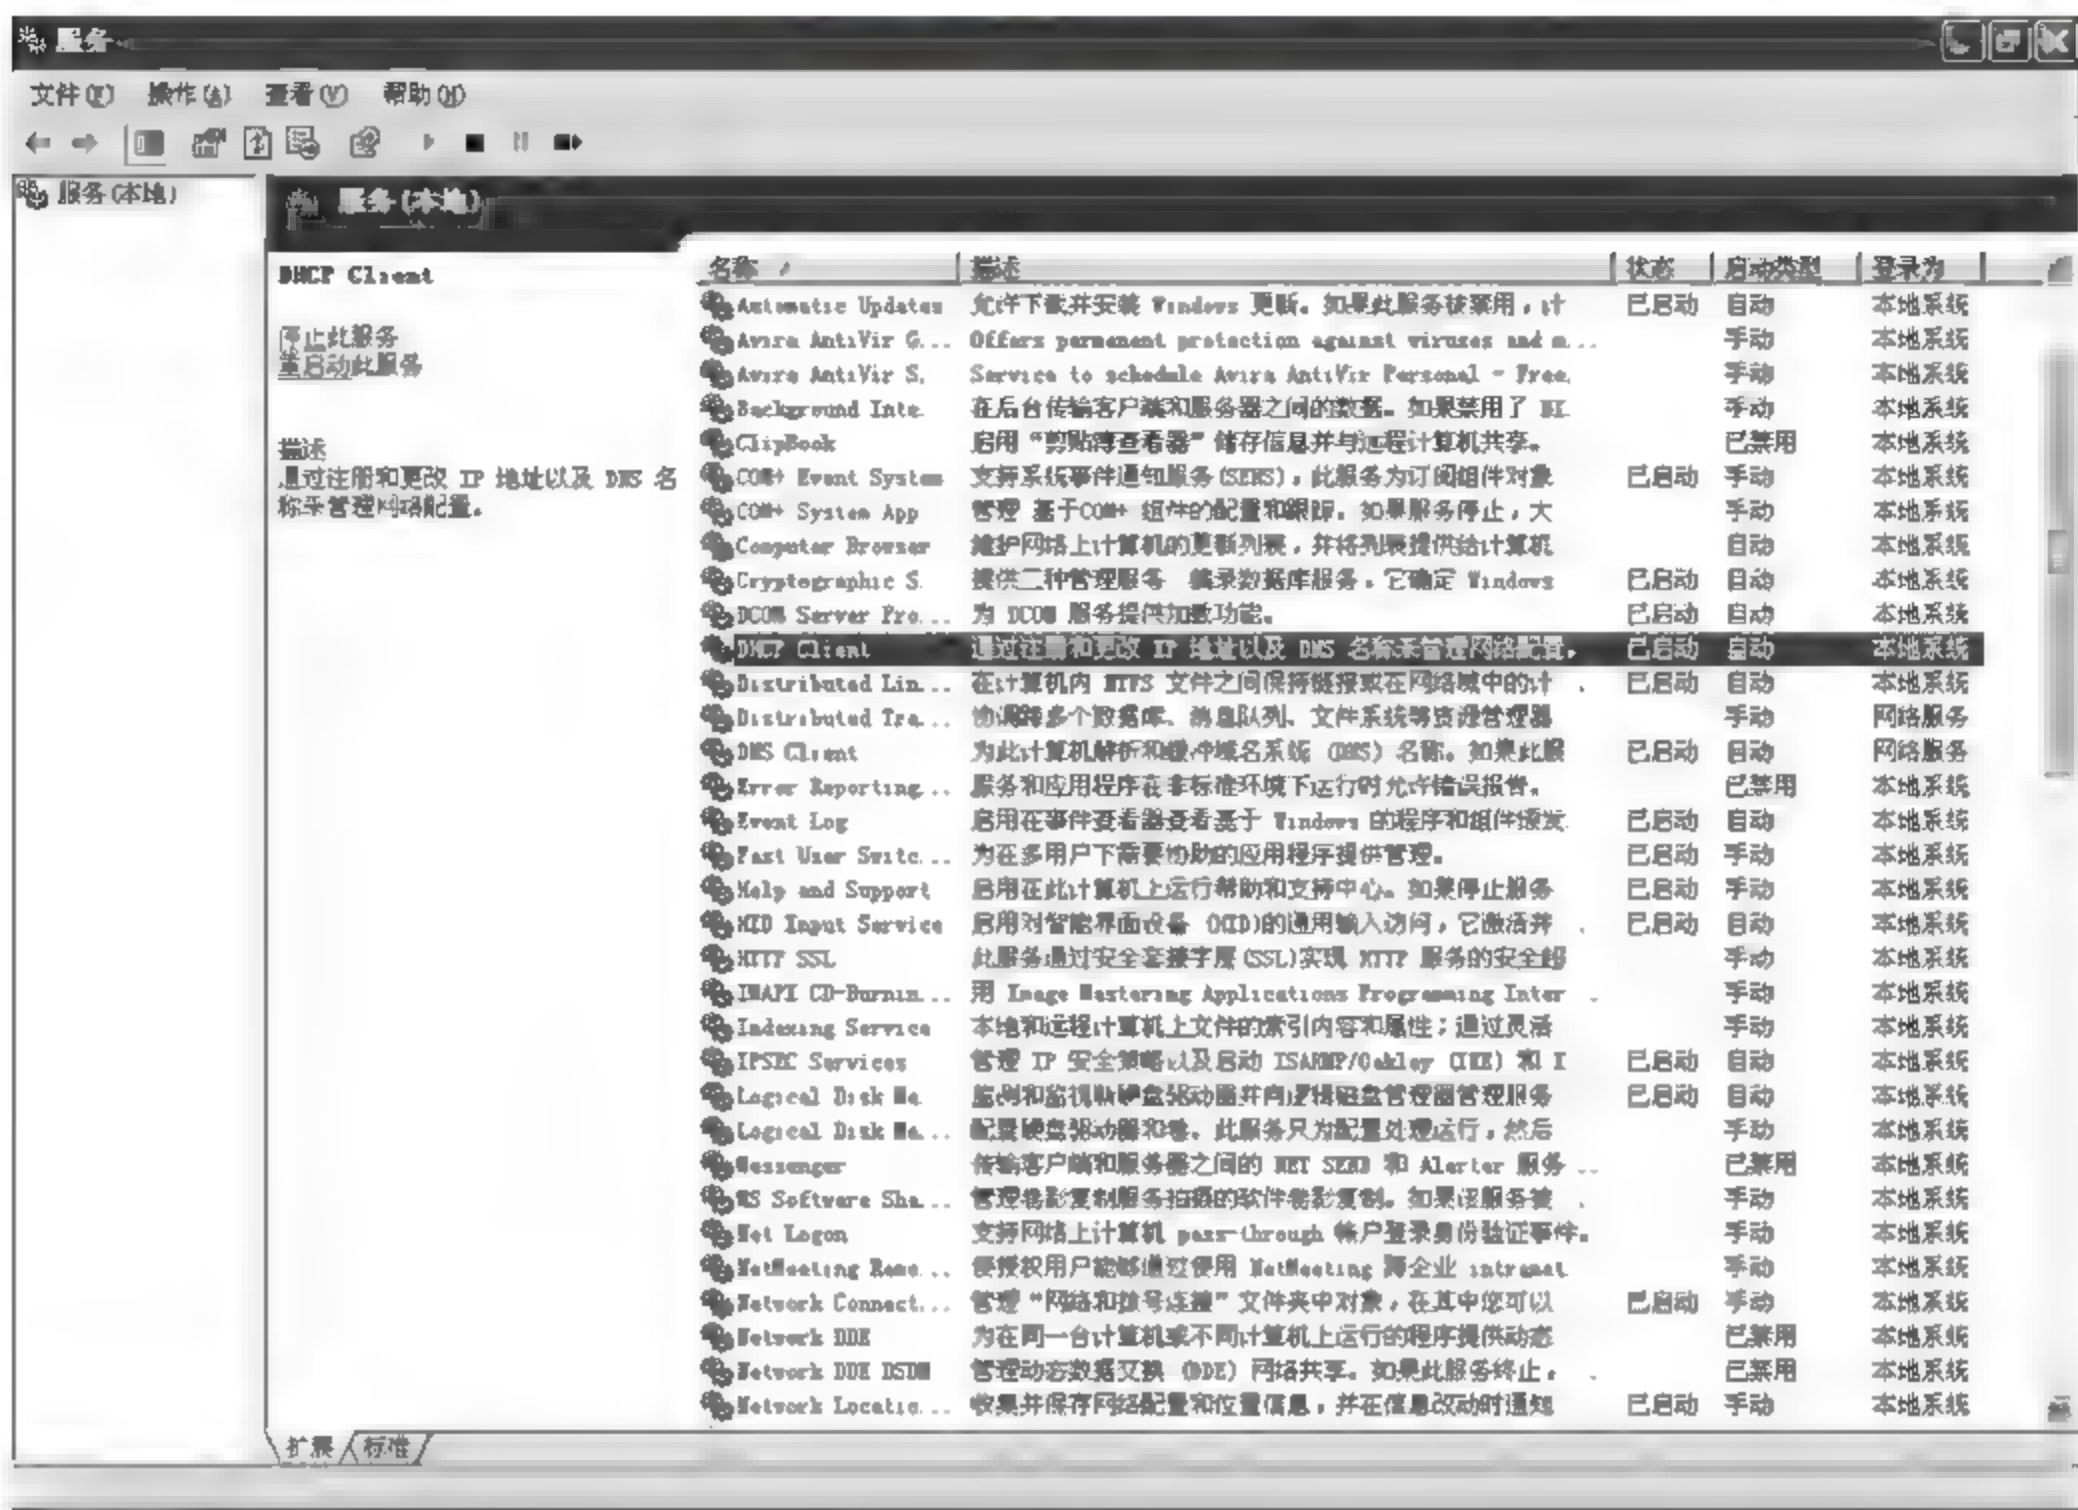 服务
文件(F) 操作(A) 查看(V) 帮助(H)
服务(本地)
服务(本地)
DHCP Client
停止此服务
重启动此服务
描述
通过注册和更改 IP 地址以及 DNS 名
称来管理网络配置。
名称 描述 状态 启动类型 登录为
Automatic Updates 允许下载并安装 Windows 更新。如果此服务被禁用，计 已启动 自动 本地系统
Avira AntiVir G... Offers permanent protection against viruses and m... 手动 本地系统
Avira AntiVir S. Service to schedule Avira AntiVir Personal - Free. 手动 本地系统
Background Inte. 在后台传输客户端和服务器之间的数据。如果禁用了 BI. 手动 本地系统
ClipBook 启用“剪贴簿查看器”储存信息并与远程计算机共享。 已禁用 本地系统
COM+ Event System 支持系统事件通知服务(SENS)，此服务为订阅组件对象 已启动 手动 本地系统
COM+ System App 管理 基于COM+ 组件的配置和跟踪。如果服务停止，大 手动 本地系统
Computer Browser 维护网络上计算机的更新列表，并将列表提供给计算机 自动 本地系统
Cryptographic S. 提供三种管理服务 编录数据库服务，它确定 Windows 已启动 自动 本地系统
DCOM Server Pro... 为 DCOM 服务提供加载功能。 已启动 自动 本地系统
DHCP Client 通过注册和更改 IP 地址以及 DNS 名称来管理网络配置。 已启动 自动 本地系统
Distributed Lin... 在计算机内 NTFS 文件之间保持链接或在网络域中的计 . 已启动 自动 本地系统
Distributed Tra... 协调跨多个数据库、消息队列、文件系统等资源管理器 手动 网络服务
DNS Client 为此计算机解析和缓冲域名系统 (DNS) 名称。如果此服 已启动 自动 网络服务
Error Reporting... 服务和应用程序在非标准环境下运行时允许错误报告。 已禁用 本地系统
Event Log 启用在事件查看器查看基于 Windows 的程序和组件颁发 已启动 自动 本地系统
Fast User Switc... 为在多用户下需要协助的应用程序提供管理。 已启动 手动 本地系统
Help and Support 启用在此计算机上运行帮助和支持中心。如果停止服务 已启动 手动 本地系统
HID Input Service 启用对智能界面设备 (HID)的通用输入访问，它激活并 . 已启动 自动 本地系统
HTTP SSL 此服务通过安全套接字层(SSL)实现 HTTP 服务的安全超 手动 本地系统
IMAPI CD-Burnin... 用 Image Mastering Applications Programming Inter . 手动 本地系统
Indexing Service 本地和远程计算机上文件的索引内容和属性；通过灵活 手动 本地系统
IPSEC Services 管理 IP 安全策略以及启动 ISAKMP/Oakley (IKE) 和 I 已启动 自动 本地系统
Logical Disk Ma. 监测和监视新硬盘驱动器并向逻辑磁盘管理器管理服务 已启动 自动 本地系统
Logical Disk Ma... 配置硬盘驱动器和卷。此服务只为配置处理运行，然后 手动 本地系统
Messenger 传输客户端和服务器之间的 NET SEND 和 Alerter 服务 .. 已禁用 本地系统
MS Software Sha... 管理卷影复制服务拍摄的软件卷影复制。如果该服务被 . 手动 本地系统
Net Logon 支持网络上计算机 pass-through 帐户登录身份验证事件。 手动 本地系统
NetMeeting Remo... 使授权用户能够通过使用 NetMeeting 跨企业 intranet 手动 本地系统
Network Connect... 管理“网络和拨号连接”文件夹中对象，在其中您可以 已启动 手动 本地系统
Network DDE 为在同一台计算机或不同计算机上运行的程序提供动态 已禁用 本地系统
Network DDE DSDM 管理动态数据交换 (DDE) 网络共享。如果此服务终止， . 已禁用 本地系统
Network Locatio... 收集并保存网络配置和位置信息，并在信息改动时通知 已启动 手动 本地系统
扩展 标准